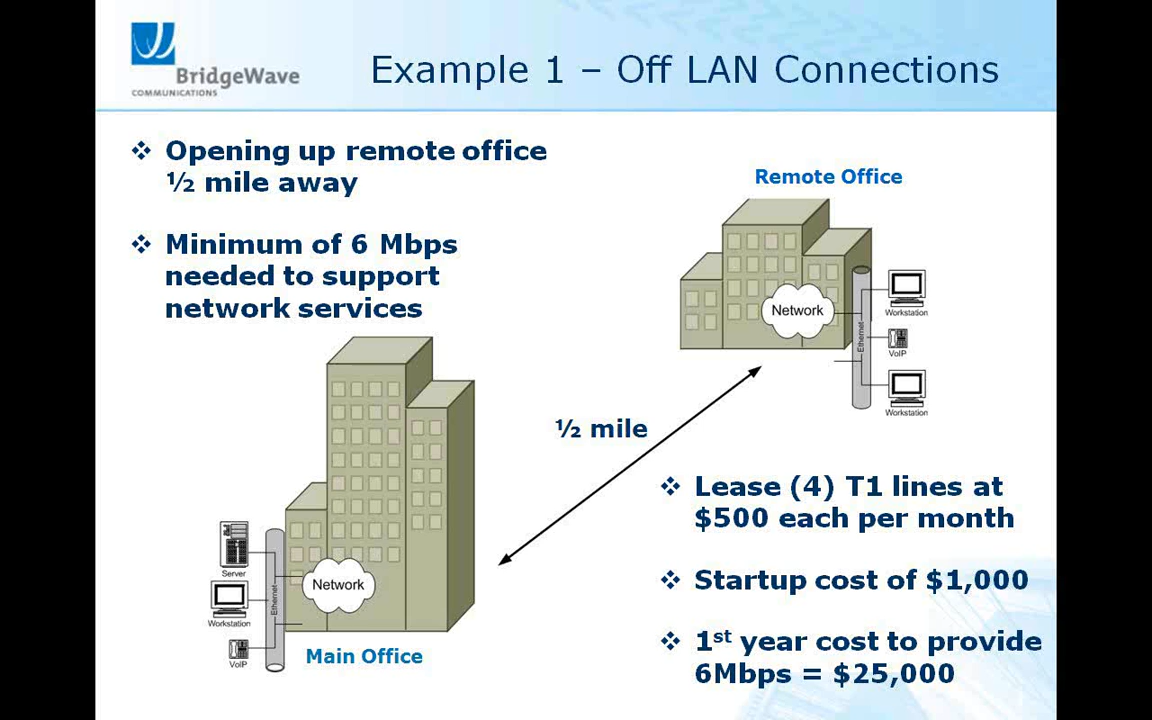 BridgeWave
COMMUNICATIONS
Example 1 – Off LAN Connections
❖ Opening up remote office
½ mile away
❖ Minimum of 6 Mbps
needed to support
network services
Remote Office
Network
Ethernet
Workstation
VoIP
Workstation
½ mile
Server
Workstation
VoIP
Ethernet
Network
Main Office
❖ Lease (4) T1 lines at
$500 each per month
❖ Startup cost of $1,000
❖ 1st year cost to provide
6Mbps = $25,000